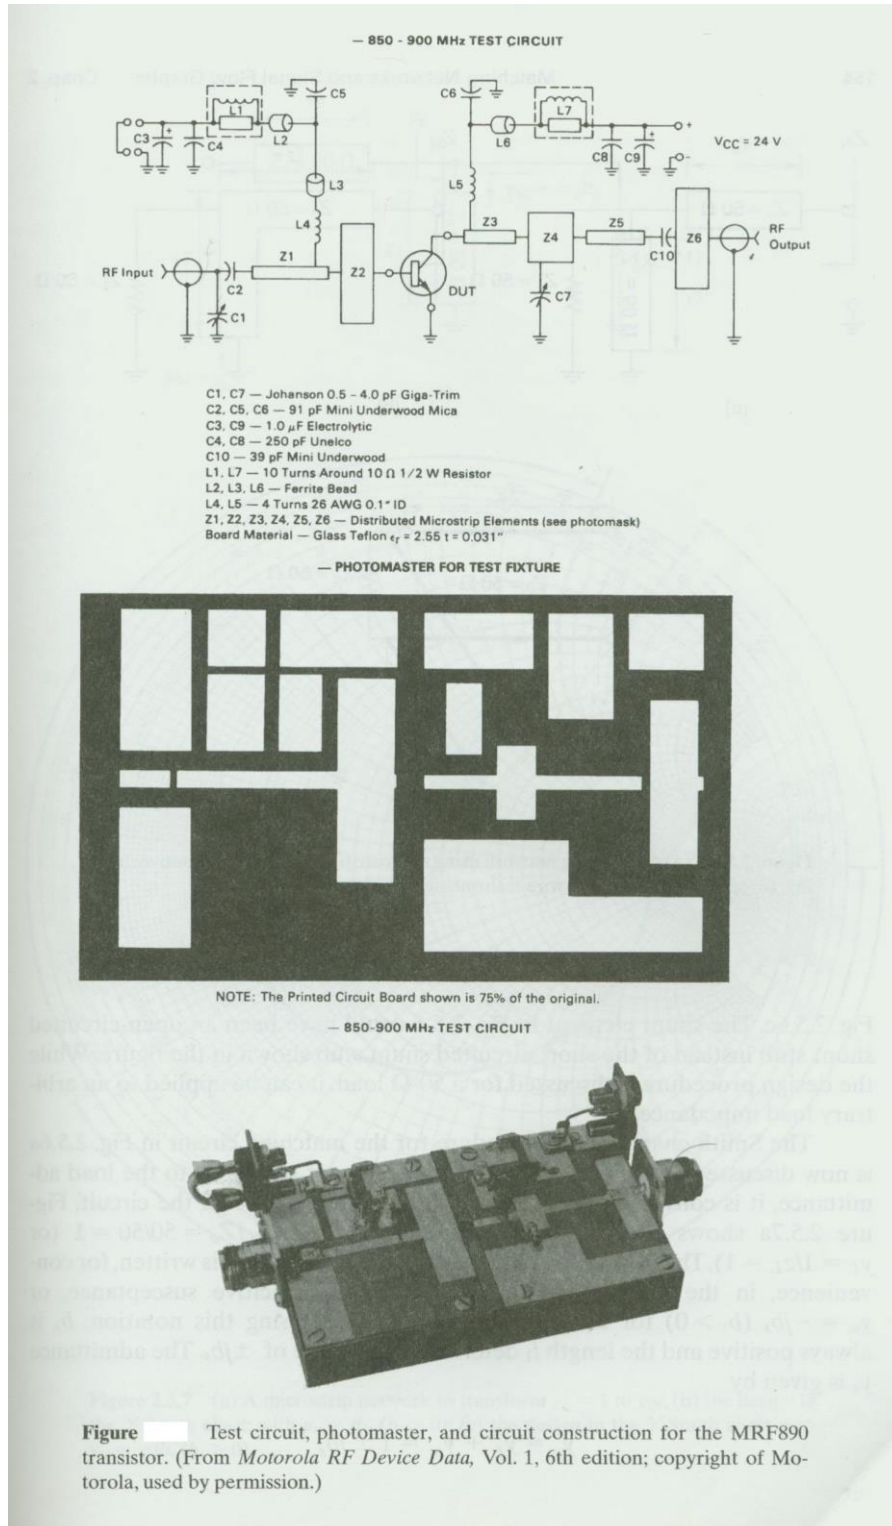 — 850 - 900 MHz TEST CIRCUIT
C5
C6
L1
L7
C3
C4
L2
L6
C8
C9
+
-
VCC = 24 V
L3
L5
L4
Z1
Z2
Z3
Z4
Z5
Z6
C10
RF Input
RF
Output
C2
C1
DUT
C7
C1, C7 — Johanson 0.5 - 4.0 pF Giga-Trim
C2, C5, C6 — 91 pF Mini Underwood Mica
C3, C9 — 1.0 μF Electrolytic
C4, C8 — 250 pF Unelco
C10 — 39 pF Mini Underwood
L1, L7 — 10 Turns Around 10 Ω 1/2 W Resistor
L2, L3, L6 — Ferrite Bead
L4, L5 — 4 Turns 26 AWG 0.1" ID
Z1, Z2, Z3, Z4, Z5, Z6 — Distributed Microstrip Elements (see photomask)
Board Material — Glass Teflon εr = 2.55 t = 0.031"
— PHOTOMASTER FOR TEST FIXTURE
NOTE: The Printed Circuit Board shown is 75% of the original.
— 850-900 MHz TEST CIRCUIT
Figure Test circuit, photomaster, and circuit construction for the MRF890
transistor. (From Motorola RF Device Data, Vol. 1, 6th edition; copyright of Mo-
torola, used by permission.)